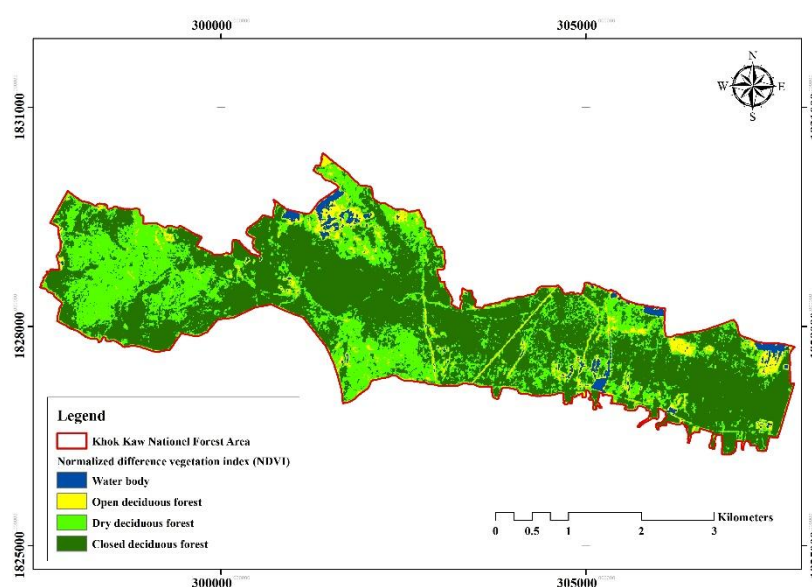 300000 305000
N
W E
S
1831000
1828000
1825000
Legend
Khok Kaw Nationel Forest Area
Normalized difference vegetation index (NDVI)
Water body
Open deciduous forest
Dry deciduous forest
Closed deciduous forest
Kilometers
0 0.5 1 2 3
300000 305000